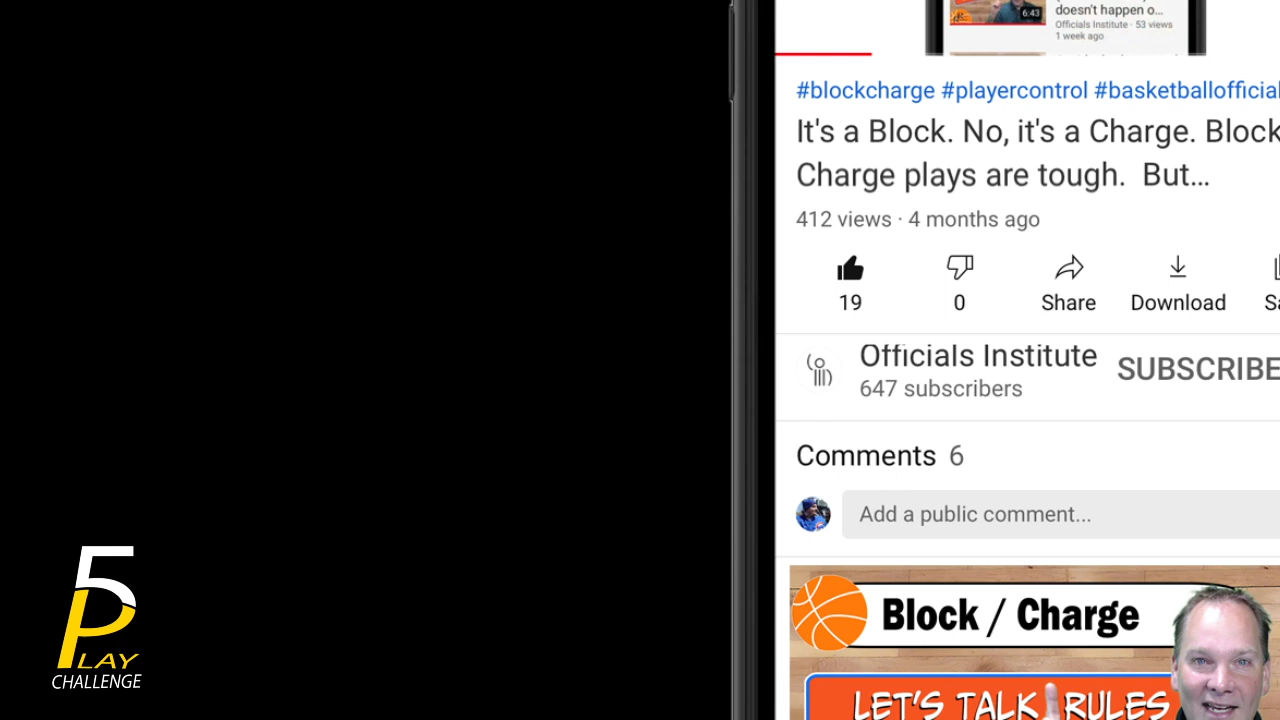 doesn't happen o...
6:43
Officials Institute · 53 views
1 week ago
#blockcharge #playercontrol #basketballofficial
It's a Block. No, it's a Charge. Block
Charge plays are tough.  But...
412 views · 4 months ago
19
0
Share
Download
Sa
Officials Institute
SUBSCRIBE
647 subscribers
Comments 6
Add a public comment...
Block / Charge
LET'S TALK RULES
5
PLAY
CHALLENGE